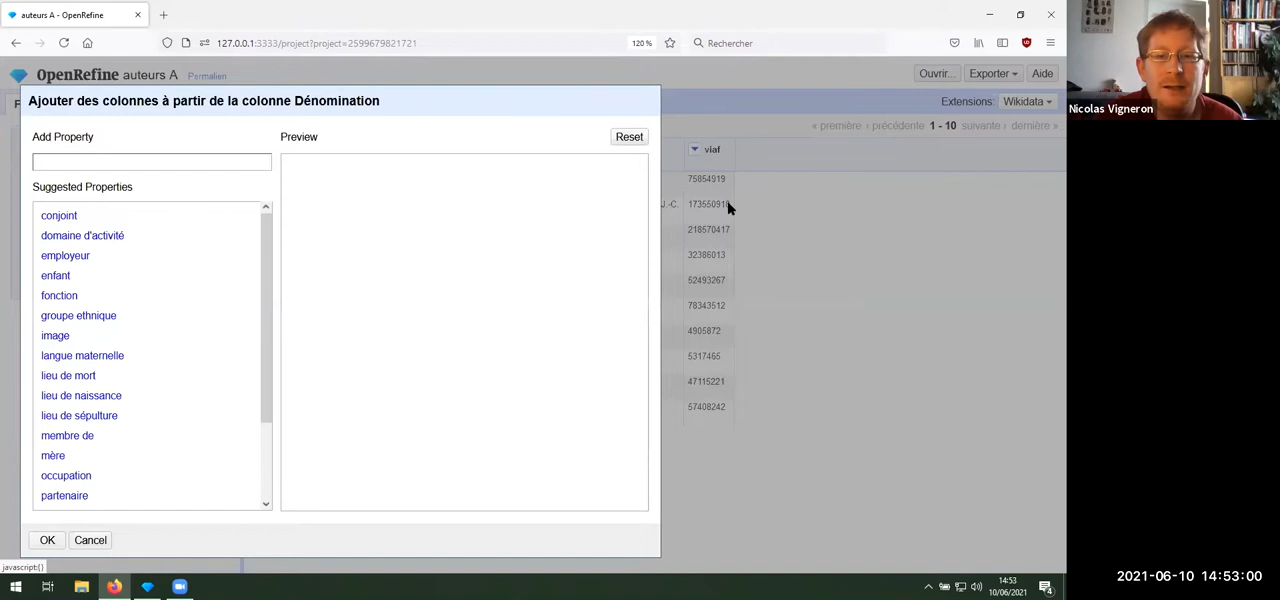 auteurs A - OpenRefine
127.0.0.1:3333/project?project=2599679821721
120 %
Rechercher
OpenRefine auteurs A Permalien
Ouvrir...
Exporter
Aide
Extensions:
Wikidata
« première ‹ précédente 1 - 10 suivante › dernière »
Ajouter des colonnes à partir de la colonne Dénomination
Add Property
Preview
Reset
Suggested Properties
conjoint
domaine d'activité
employeur
enfant
fonction
groupe ethnique
image
langue maternelle
lieu de mort
lieu de naissance
lieu de sépulture
membre de
mère
occupation
partenaire
OK
Cancel
viaf
75854919
J.-C.
173550918
218570417
32386013
52493267
78343512
4905872
5317465
47115221
57408242
javascript:{}
14:53
10/06/2021
4
Nicolas Vigneron
2021-06-10 14:53:00